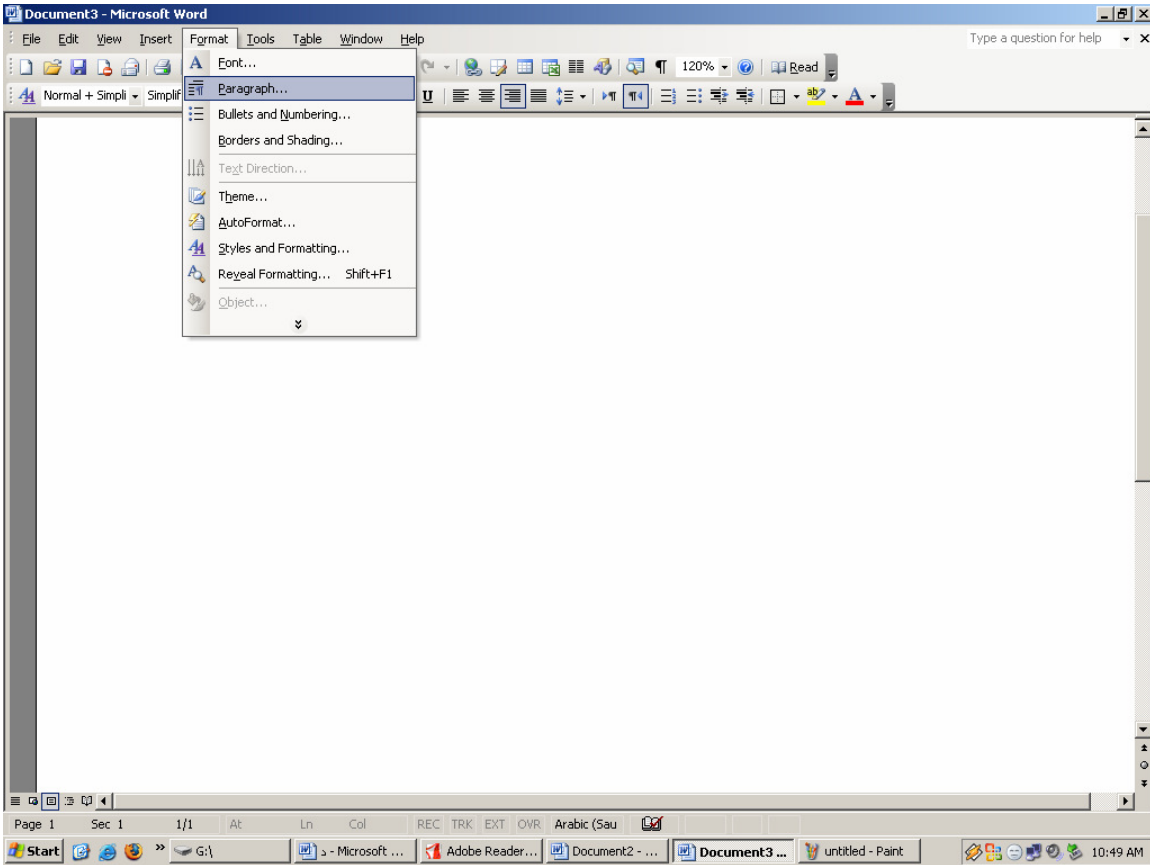 Document3 - Microsoft Word
File Edit View Insert Format Tools Table Window Help Type a question for help
120% Read
Normal + Simpli Simplif U
Font...
Paragraph...
Bullets and Numbering...
Borders and Shading...
Text Direction...
Theme...
AutoFormat...
Styles and Formatting...
Reveal Formatting... Shift+F1
Object...
Page 1 Sec 1 1/1 At Ln Col REC TRK EXT OVR Arabic (Sau
Start G:\ د - Microsoft ... Adobe Reader... Document2 - ... Document3 ... untitled - Paint 10:49 AM